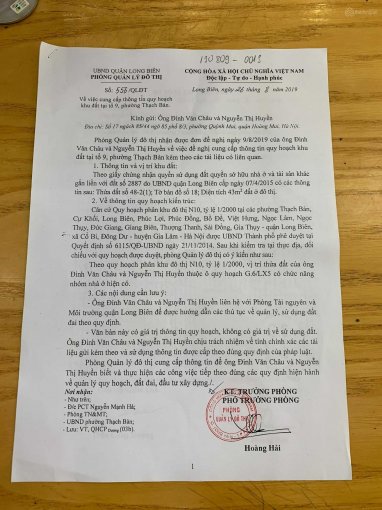 190809-0013
UBND QUẬN LONG BIÊN
PHÒNG QUẢN LÝ ĐÔ THỊ
CỘNG HÒA XÃ HỘI CHỦ NGHĨA VIỆT NAM
Độc lập - Tự do - Hạnh phúc
Số: 558/QLĐT
Long Biên, ngày 26 tháng 8 năm 2019
Về việc cung cấp thông tin quy hoạch
khu đất tại tổ 9, phường Thạch Bàn.
Kính gửi: Ông Đinh Văn Châu và Nguyễn Thị Huyền
Địa chỉ: Số 17 ngách 85/44 ngõ 85 phố 8/3, phường Quỳnh Mai, quận Hoàng Mai, Hà Nội.
Phòng Quản lý đô thị nhận được đơn đề nghị ngày 9/8/2019 của ông Đinh
Văn Châu và Nguyễn Thị Huyền về việc đề nghị cung cấp thông tin quy hoạch khu
đất tại tổ 9, phường Thạch Bàn kèm theo các tài liệu có liên quan.
1. Thông tin và vị trí khu đất:
Theo giấy chứng nhận quyền sử dụng đất quyền sở hữu nhà ở và tài sản khác
gắn liền với đất số 2887 do UBND quận Long Biên cấp ngày 07/4/2015 có các thông
tin sau: Thửa đất số 48-2(1); Tờ bản đồ số 18; Diện tích 43m² đất ở đô thị.
2. Về thông tin quy hoạch kiến trúc:
Căn cứ Quy hoạch phân khu đô thị N10, tỷ lệ 1/2000 tại các phường Thạch Bàn,
Cự Khối, Long Biên, Phúc Lợi, Phúc Đồng, Bồ Đề, Việt Hưng, Ngọc Lâm, Ngọc
Thụy, Đức Giang, Giang Biên, Thượng Thanh, Sài Đồng, Gia Thụy - quận Long Biên,
xã Cổ Bi, Đông Dư - huyện Gia Lâm - Hà Nội được UBND Thành phố phê duyệt tại
Quyết định số 6115/QĐ-UBND ngày 21/11/2014. Sau khi kiểm tra tại thực địa, đối
chiếu với quy hoạch được duyệt, phòng Quản lý đô thị có ý kiến như sau:
Theo quy hoạch phân khu đô thị N10, tỷ lệ 1/2000, vị trí thửa đất của ông
Đinh Văn Châu và Nguyễn Thị Huyền thuộc ô quy hoạch G.6/LX5 có chức năng
nhóm nhà ở hiện có.
3. Các nội dung cần lưu ý:
- Ông Đinh Văn Châu và Nguyễn Thị Huyền liên hệ với Phòng Tài nguyên và
Môi trường quận Long Biên để được hướng dẫn các thủ tục về quản lý, sử dụng đất
đai theo quy định.
- Văn bản này có giá trị thông tin quy hoạch, không có giá trị về sử dụng đất.
Ông Đinh Văn Châu và Nguyễn Thị Huyền chịu trách nhiệm về tính chính xác các tài
liệu gửi kèm theo và sử dụng thông tin được cấp theo đúng quy định của pháp luật.
Phòng Quản lý đô thị cung cấp thông tin để ông Đinh Văn Châu và Nguyễn
Thị Huyền biết và thực hiện các công việc tiếp theo đúng các quy định hiện hành
về quản lý quy hoạch, đất đai, đầu tư xây dựng./.
Nơi nhận:
- Như trên;
- Đ/c PCT Nguyễn Mạnh Hà;
- Phòng TN&MT;
- UBND phường Thạch Bàn;
- Lưu: VT, QHCP (03b).
KT. TRƯỞNG PHÒNG
PHÓ TRƯỞNG PHÒNG
PHÒNG
QUẢN LÝ ĐÔ THỊ
Hoàng Hải
1